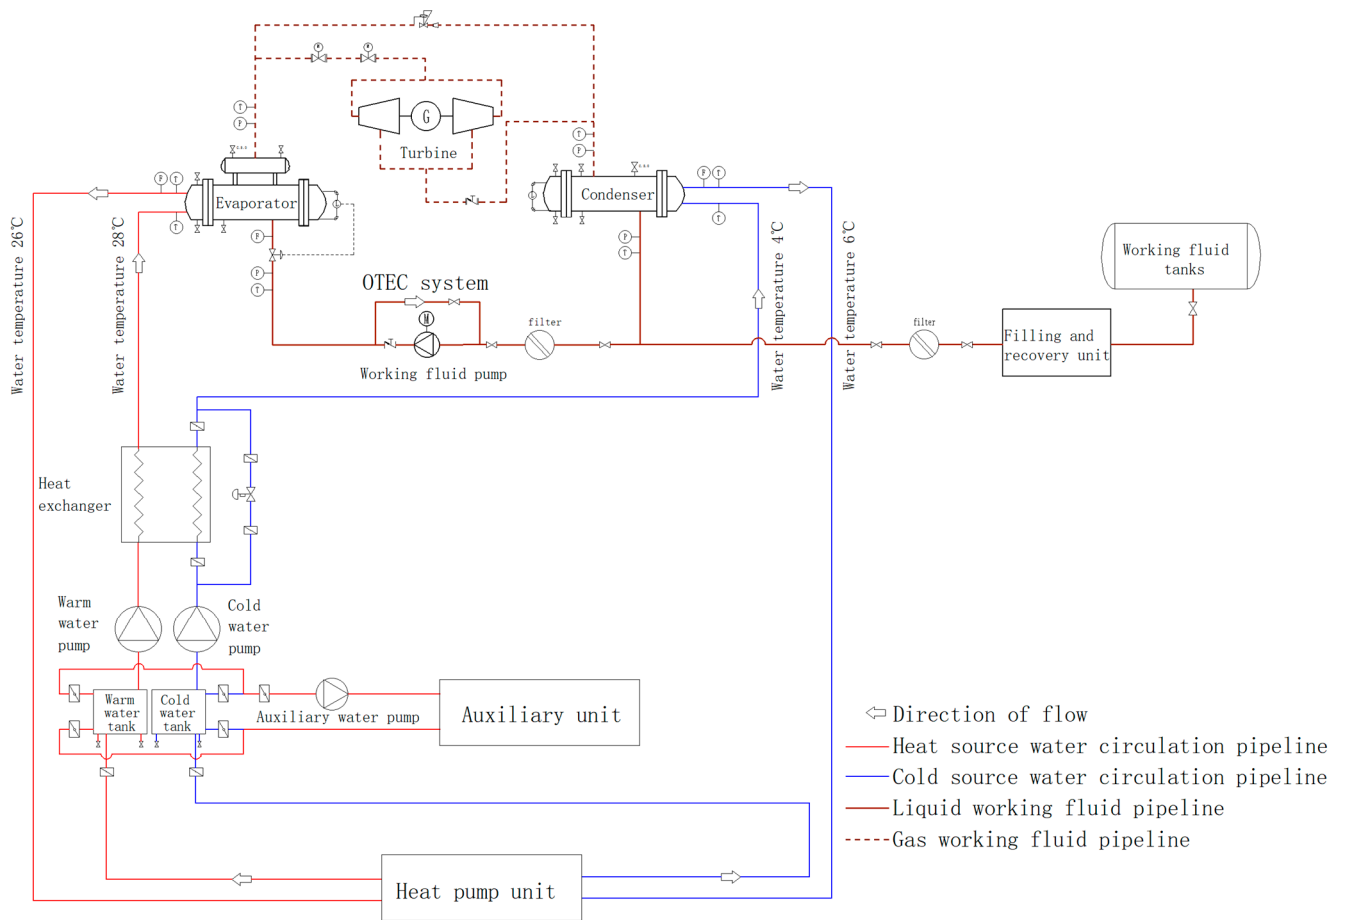 G
Turbine
T
P
T
P
F
T
T
Evaporator
L
P
P
T
Condenser
L
F
T
T
P
T
M
M
Water temperature 26℃
Water temperature 28℃
Water temperature 4℃
Water temperature 6℃
Working fluid
tanks
OTEC system
M
filter
filter
Working fluid pump
Filling and
recovery unit
Heat
exchanger
Warm
water
pump
Cold
water
pump
Warm
water
tank
Cold
water
tank
Auxiliary water pump
Auxiliary unit
Heat pump unit
Direction of flow
Heat source water circulation pipeline
Cold source water circulation pipeline
Liquid working fluid pipeline
Gas working fluid pipeline